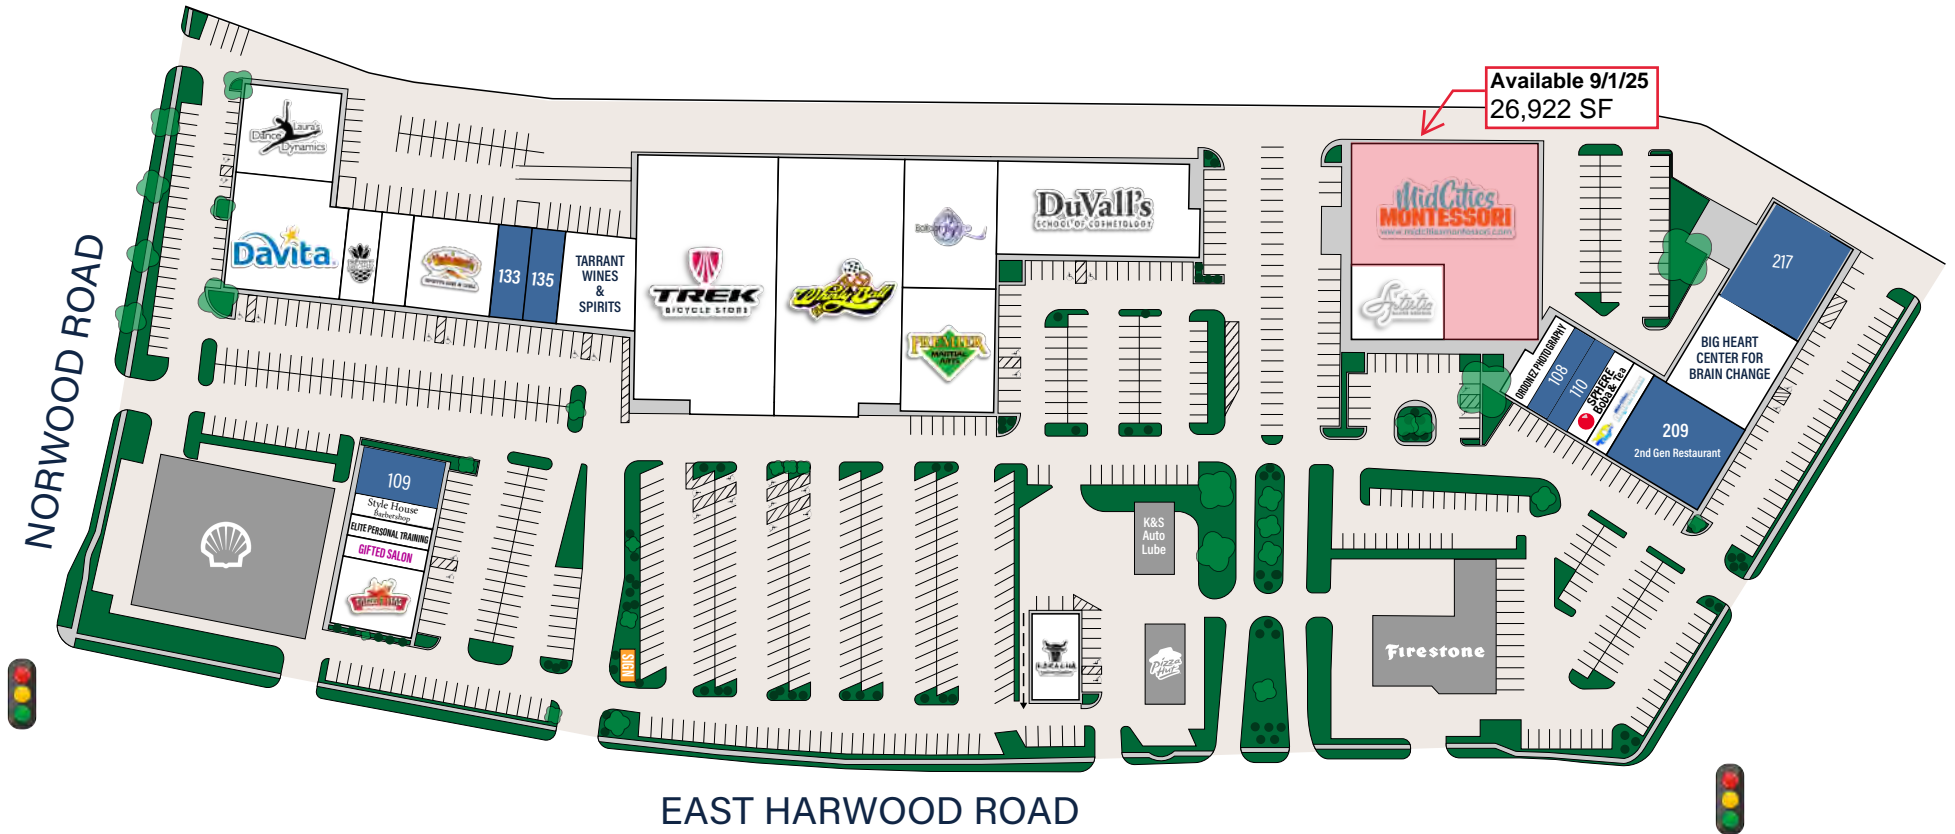 Available 9/1/25
26,922 SF
Laura's
Dance
Dynamics
DaVita
133
135
TARRANT
WINES
&
SPIRITS
TREK
BICYCLE STORE
Whirly Ball
PREMIER
MARTIAL
ARTS
DuVall's
SCHOOL OF COSMETOLOGY
MidCities
MONTESSORI
www.midcitiesmontessori.com
Artistic
217
BIG HEART
CENTER FOR
BRAIN CHANGE
ORDONEZ PHOTOGRAPHY
108
110
SPHERE
Boba & Tea
209
2nd Gen Restaurant
NORWOOD ROAD
109
Style House
Barbershop
ELITE PERSONAL TRAINING
GIFTED SALON
SIGN
K&S
Auto
Lube
Pizza
Hut
Firestone
EAST HARWOOD ROAD